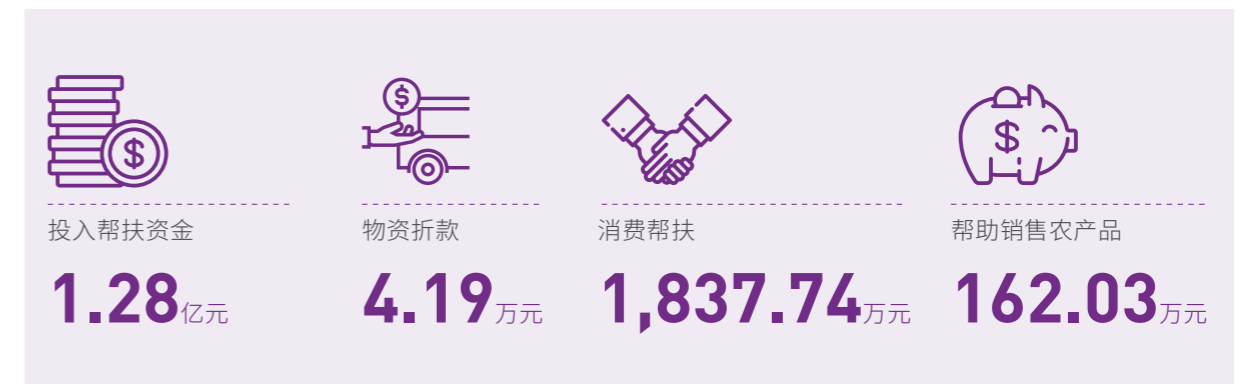 投入帮扶资金
1.28亿元
物资折款
4.19万元
消费帮扶
1,837.74万元
帮助销售农产品
162.03万元